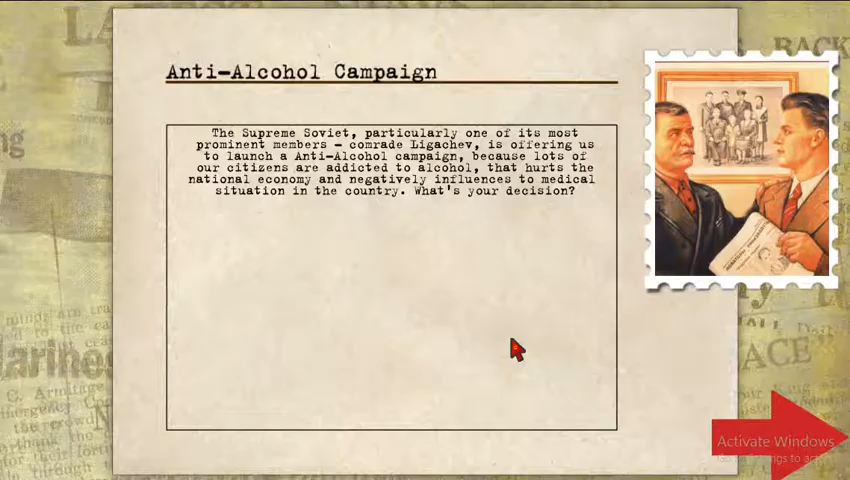 Anti-Alcohol Campaign
The Supreme Soviet, particularly one of its most
prominent members - comrade Ligachev, is offering us
to launch a Anti-Alcohol campaign, because lots of
our citizens are addicted to alcohol, that hurts the
national economy and negatively influences to medical
situation in the country. What's your decision?
Activate Windows